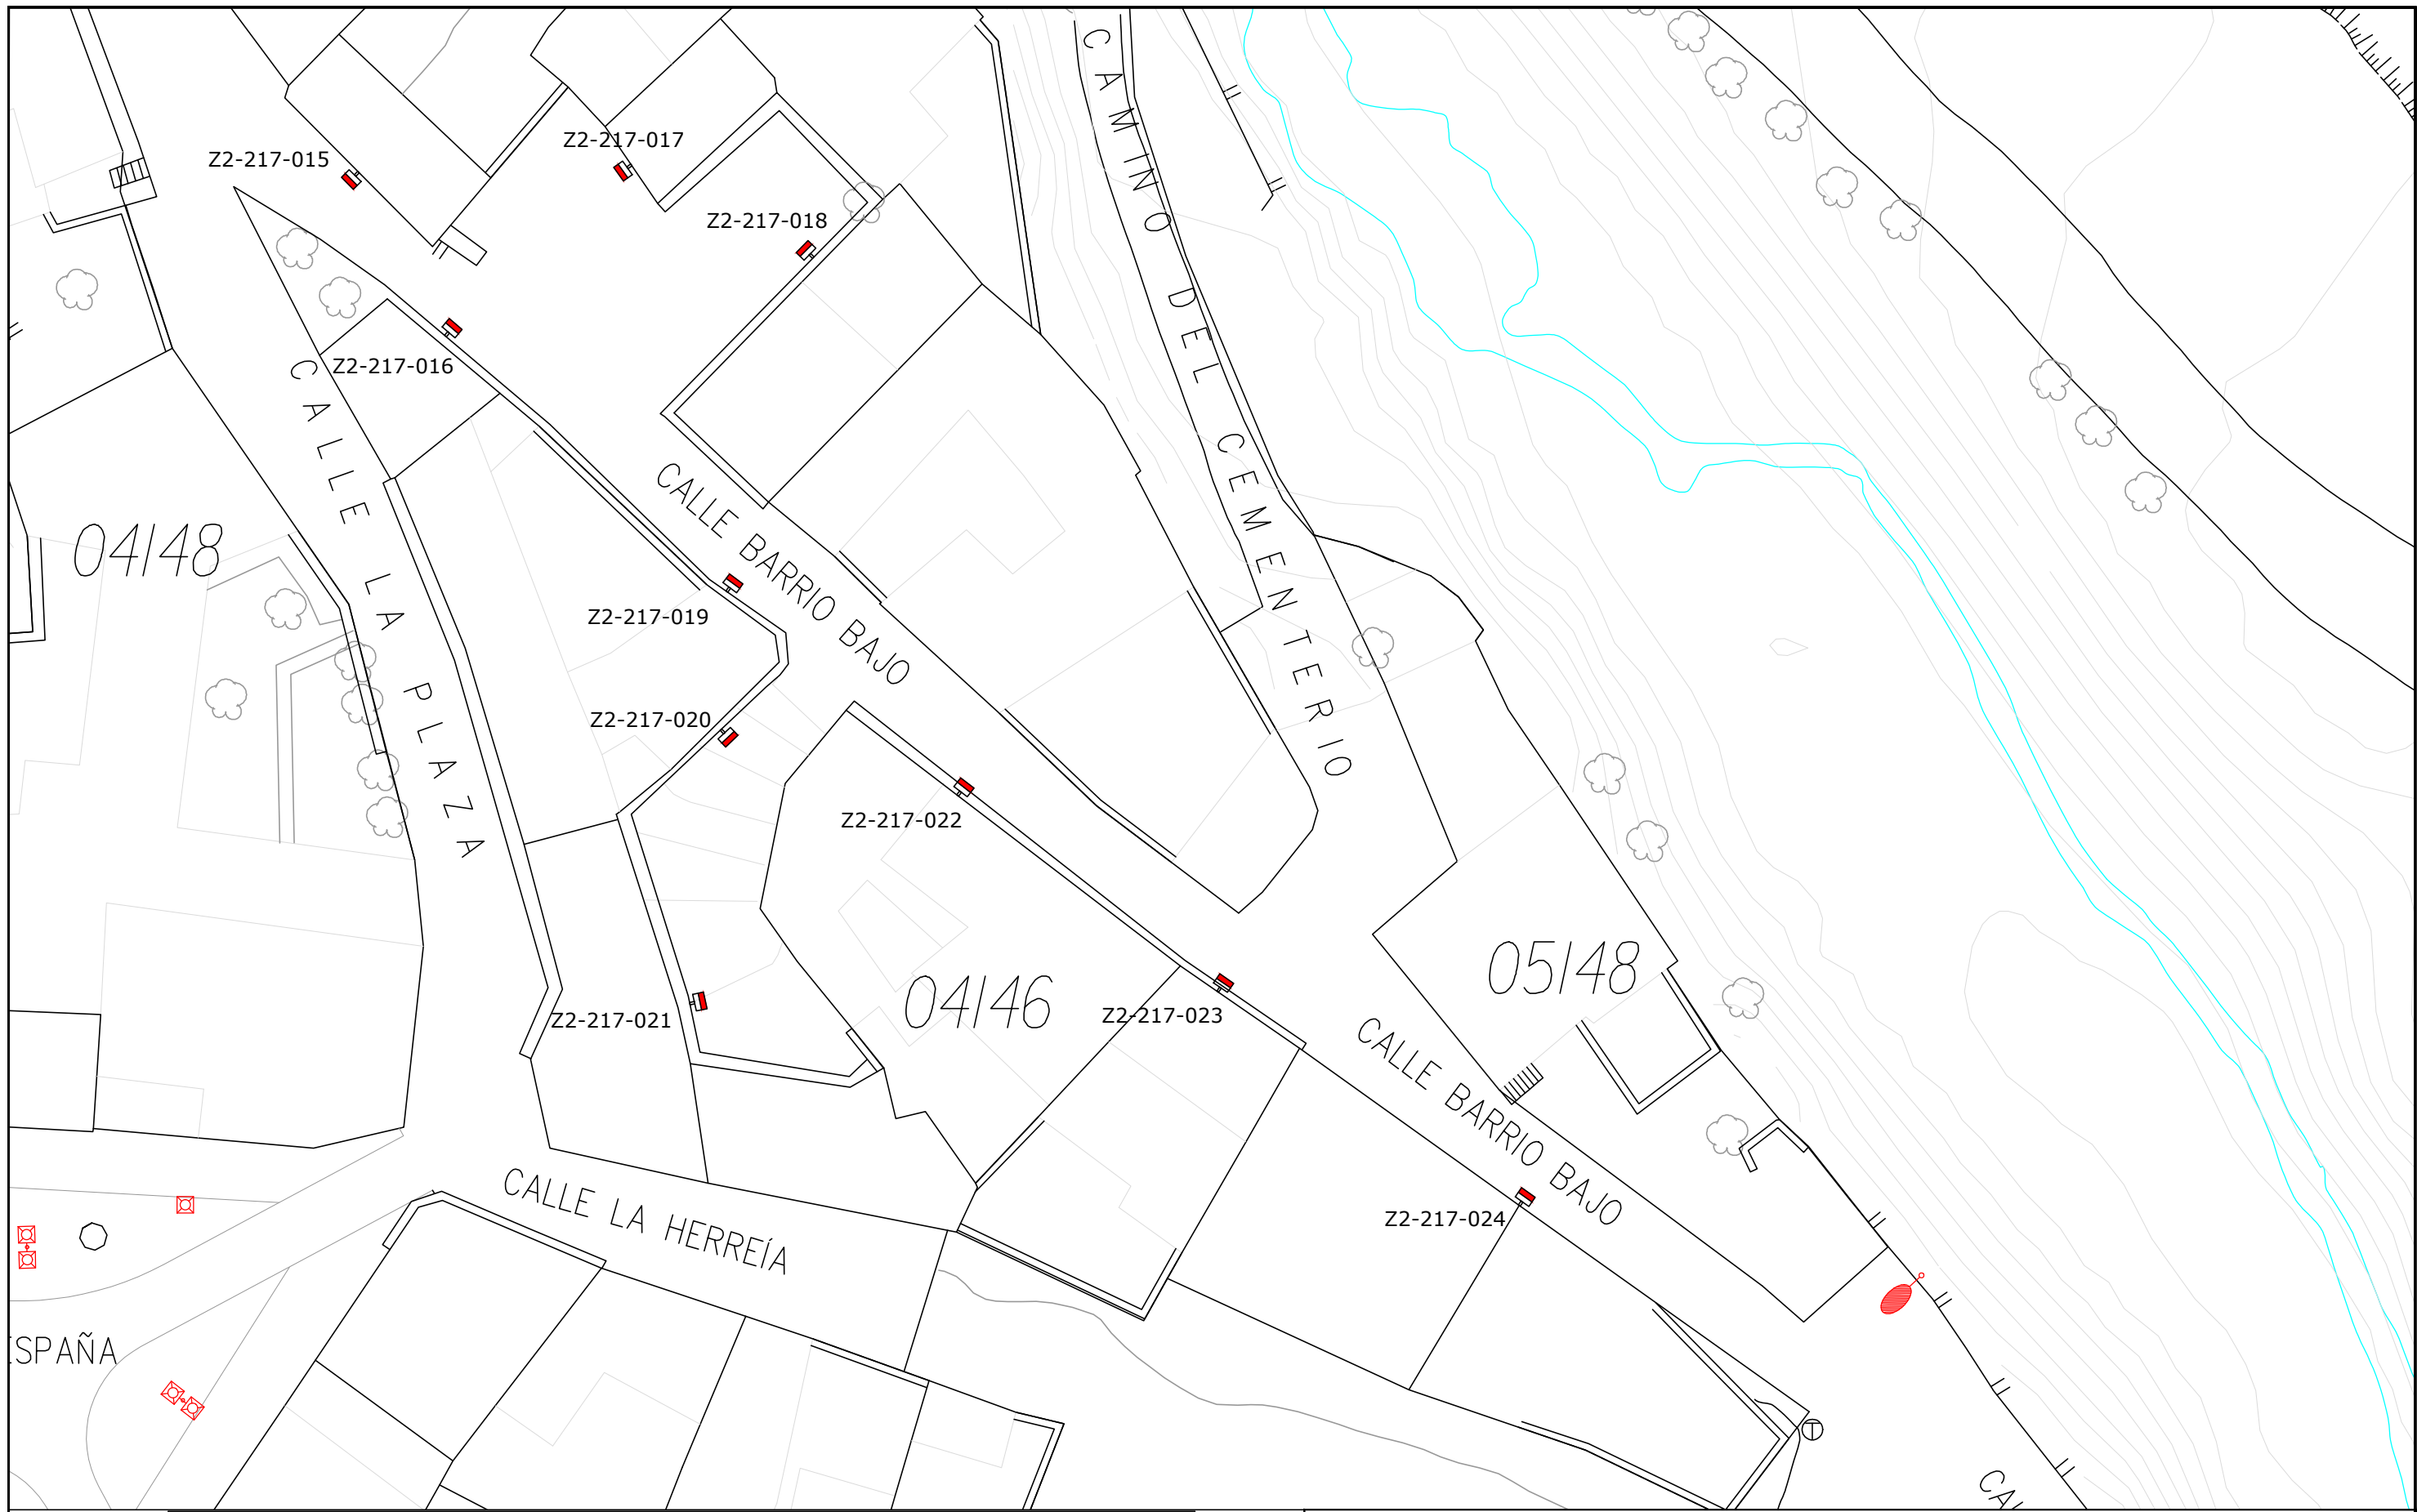 CAMINO DEL CEMENTERIO
Z2-217-017
Z2-217-015
Z2-217-018
Z2-217-016
CALLE LA PLAZA
CALLE BARRIO BAJO
04/48
Z2-217-019
Z2-217-020
Z2-217-022
04/46
05/48
Z2-217-021
Z2-217-023
CALLE BARRIO BAJO
CALLE LA HERREÍA
Z2-217-024
ESPAÑA
T
CA